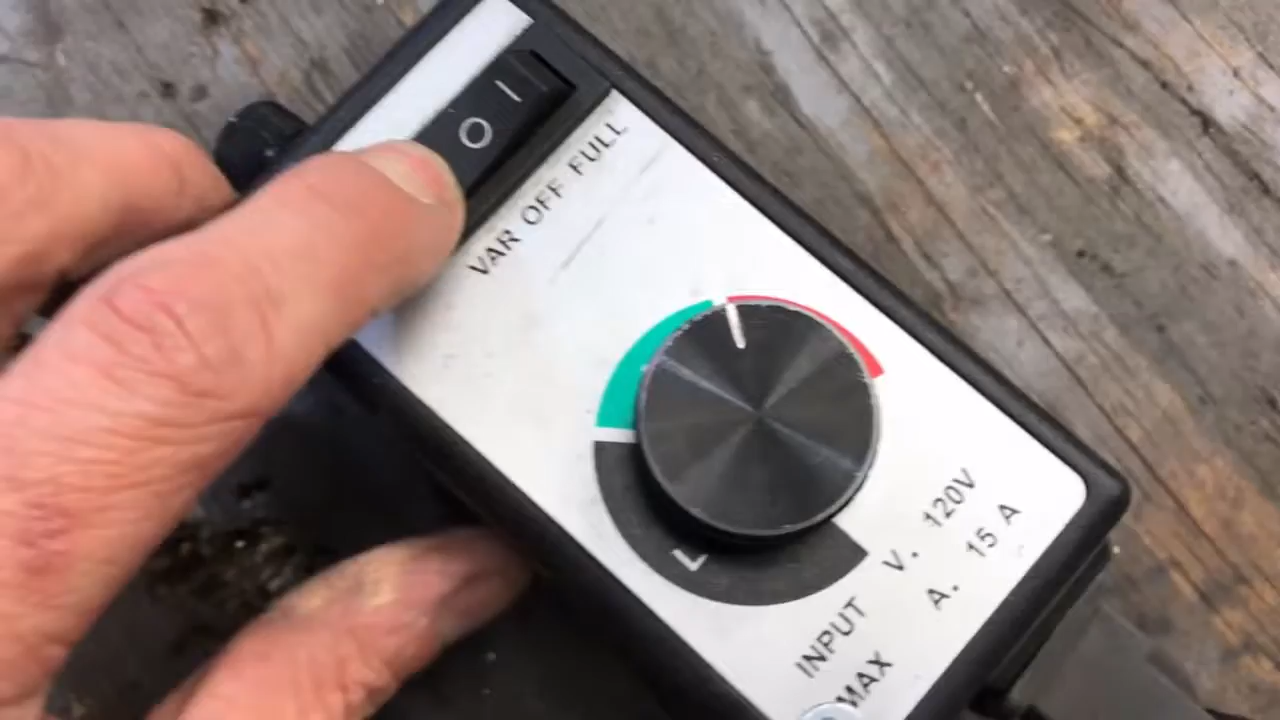 O I
VAR OFF FULL
L
INPUT V. 120V
MAX A. 15 A